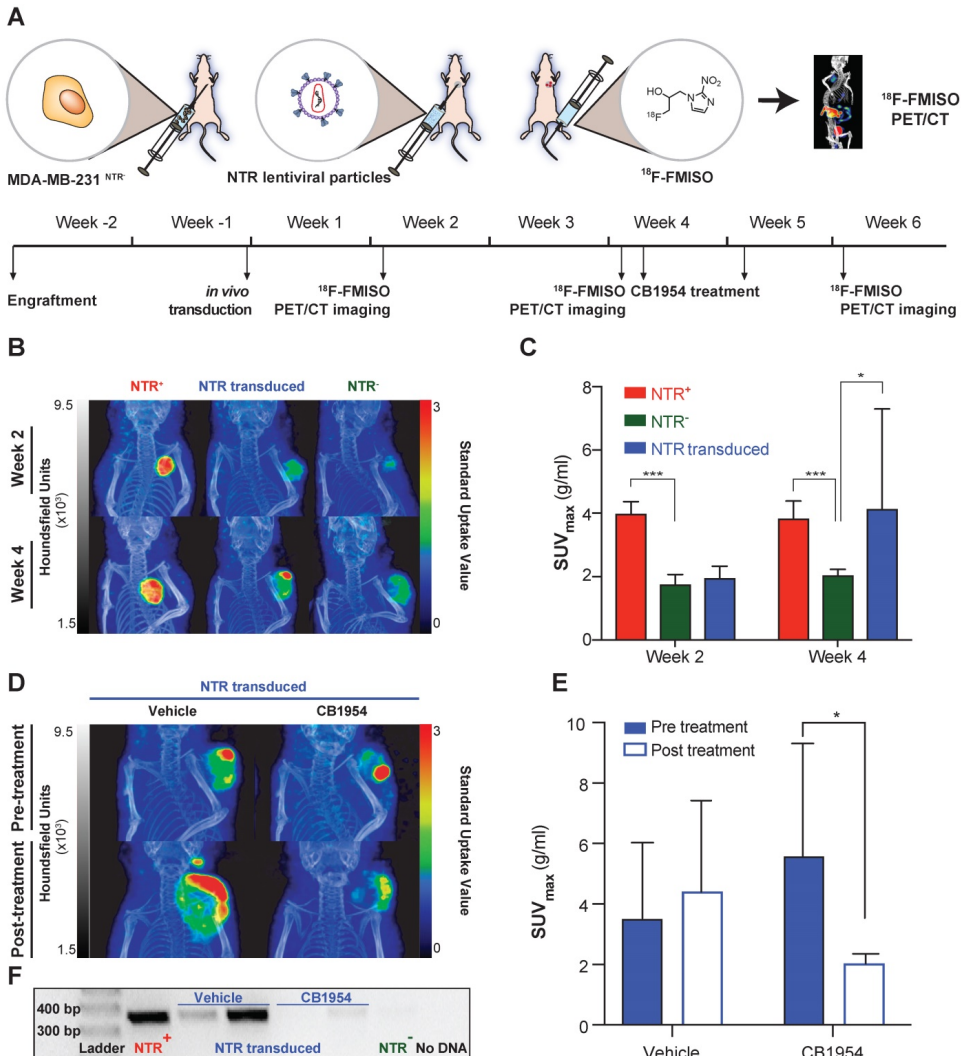 A
NO₂
OH
N
N
¹⁸F
¹⁸F-FMISO
PET/CT
MDA-MB-231 ᴺᵀᴿ⁻
NTR lentiviral particles
¹⁸F-FMISO
Week -2 Week -1 Week 1 Week 2 Week 3 Week 4 Week 5 Week 6
Engraftment
in vivo
transduction
¹⁸F-FMISO
PET/CT imaging
¹⁸F-FMISO
PET/CT imaging
CB1954 treatment
¹⁸F-FMISO
PET/CT imaging
B
NTR⁺ NTR transduced NTR⁻
9.5
3
Week 2
Week 4
Houndsfield Units
(x10³)
Standard Uptake Value
1.5
0
C
8
6
4
2
0
SUVmax (g/ml)
NTR⁺
NTR⁻
NTR transduced
***
***
*
Week 2 Week 4
D
NTR transduced
Vehicle CB1954
9.5
3
Pre-treatment
Post-treatment
Houndsfield Units
(x10³)
Standard Uptake Value
1.5
0
E
10
8
6
4
2
0
SUVmax (g/ml)
Pre treatment
Post treatment
*
Vehicle CB1954
F
Vehicle CB1954
400 bp
300 bp
Ladder NTR⁺ NTR transduced NTR⁻ No DNA